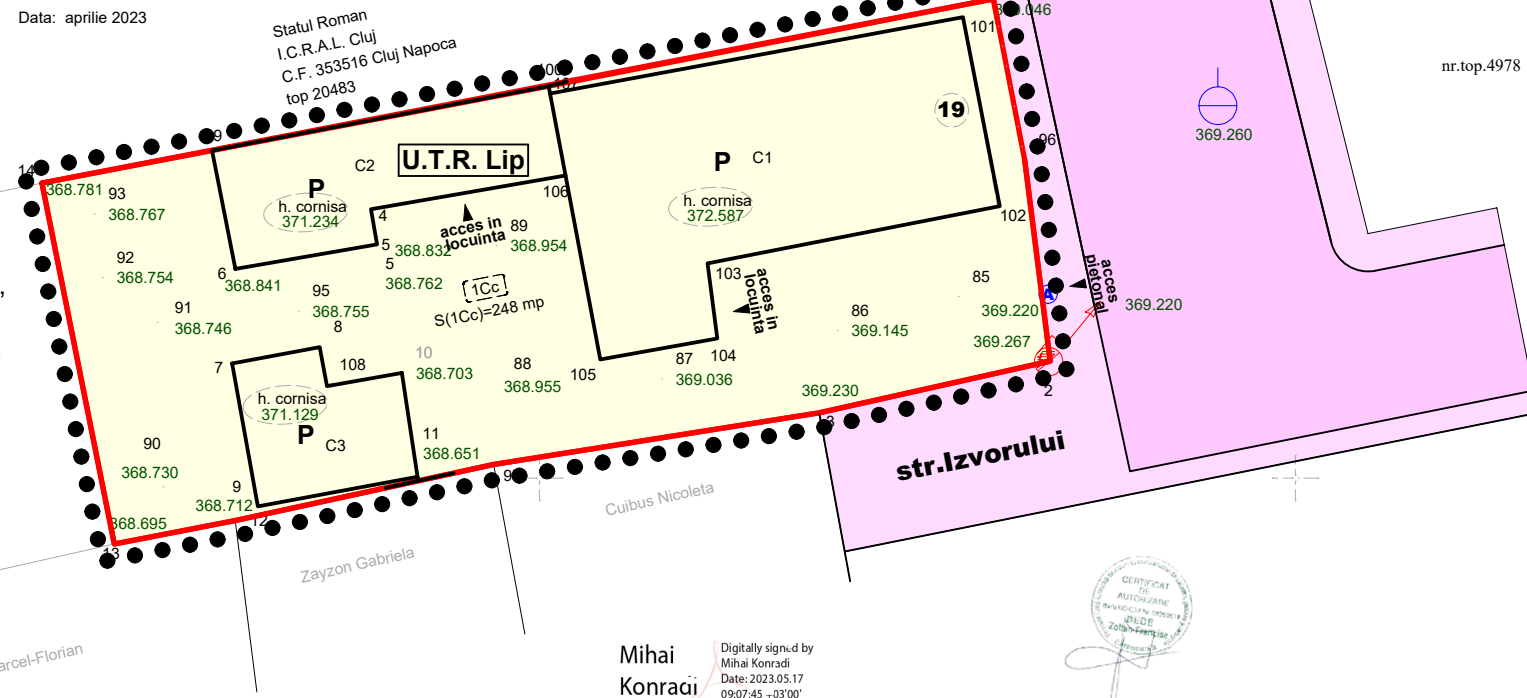 Data: aprilie 2023
Statul Roman
I.C.R.A.L. Cluj
C.F. 353516 Cluj Napoca
top 20483
nr.top.4978
101
100
107
19
369.260
96
C2
U.T.R. Lip
P
C1
P
14
368.781
93
368.767
h. cornisa
371.234
106
h. cornisa
372.587
102
4
acces in
locuinta
89
368.954
5
368.832
92
368.754
6
368.841
5
368.762
103
acces in
locuinta
85
acces
pietonal
A
369.220
369.220
95
368.755
1Cc
S(1Cc)=248 mp
91
368.746
8
86
369.145
369.267
7
108
10
368.703
88
368.955
105
87
369.036
104
369.230
2
h. cornisa
371.129
P
C3
11
368.651
3
str.Izvorului
90
368.730
9
368.712
368.695
12
13
Cuibus Nicoleta
Zayzon Gabriela
CERTIFICAT
DE
AUTORIZARE
BEDE
Zoltan-Francisc
Mihai
Konradi
Digitally signed by
Mihai Konradi
Date: 2023.05.17
09:07:45 +03'00'